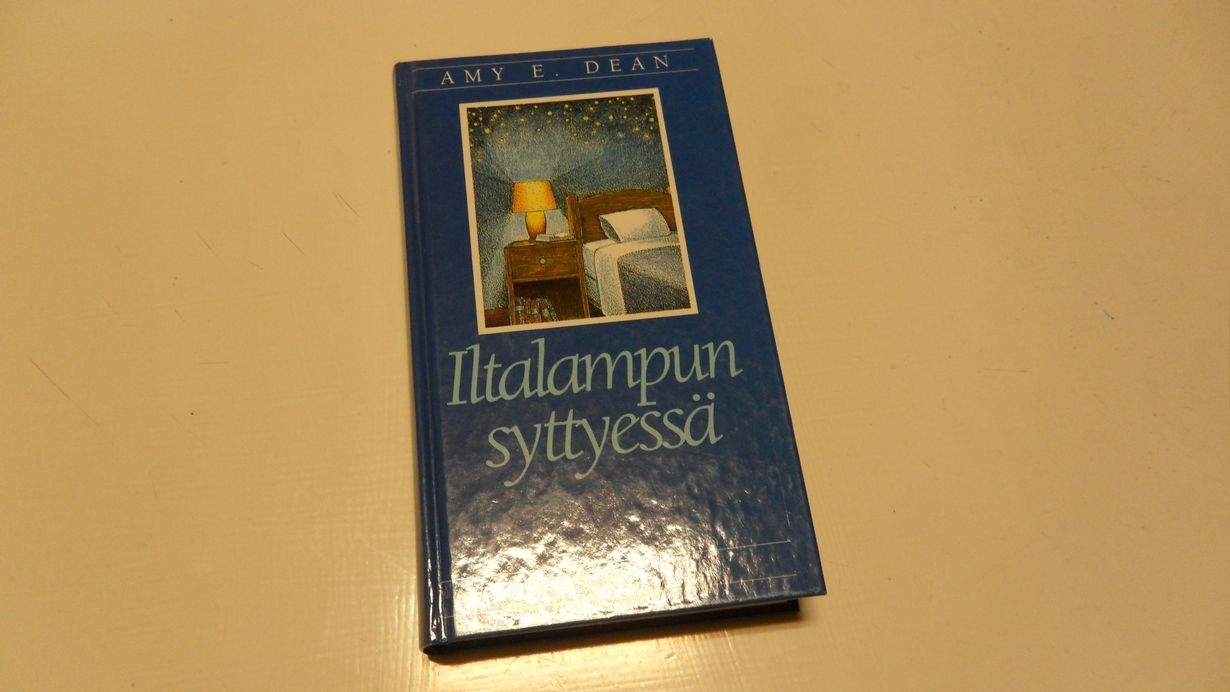 AMY E. DEAN
Iltalampun
syttyessä